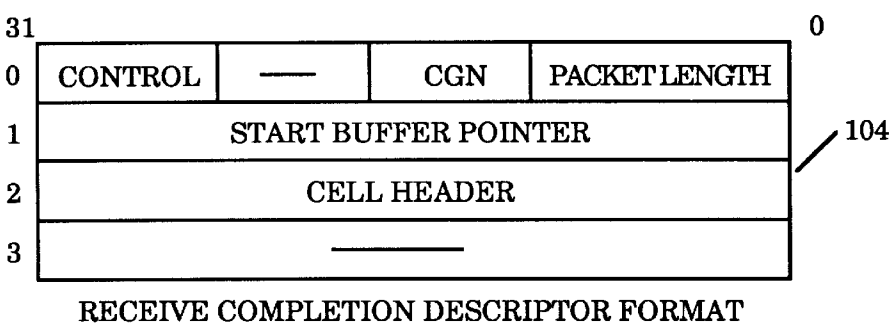 31 0
0 CONTROL — CGN PACKET LENGTH
1 START BUFFER POINTER
104
2 CELL HEADER
3 —
RECEIVE COMPLETION DESCRIPTOR FORMAT